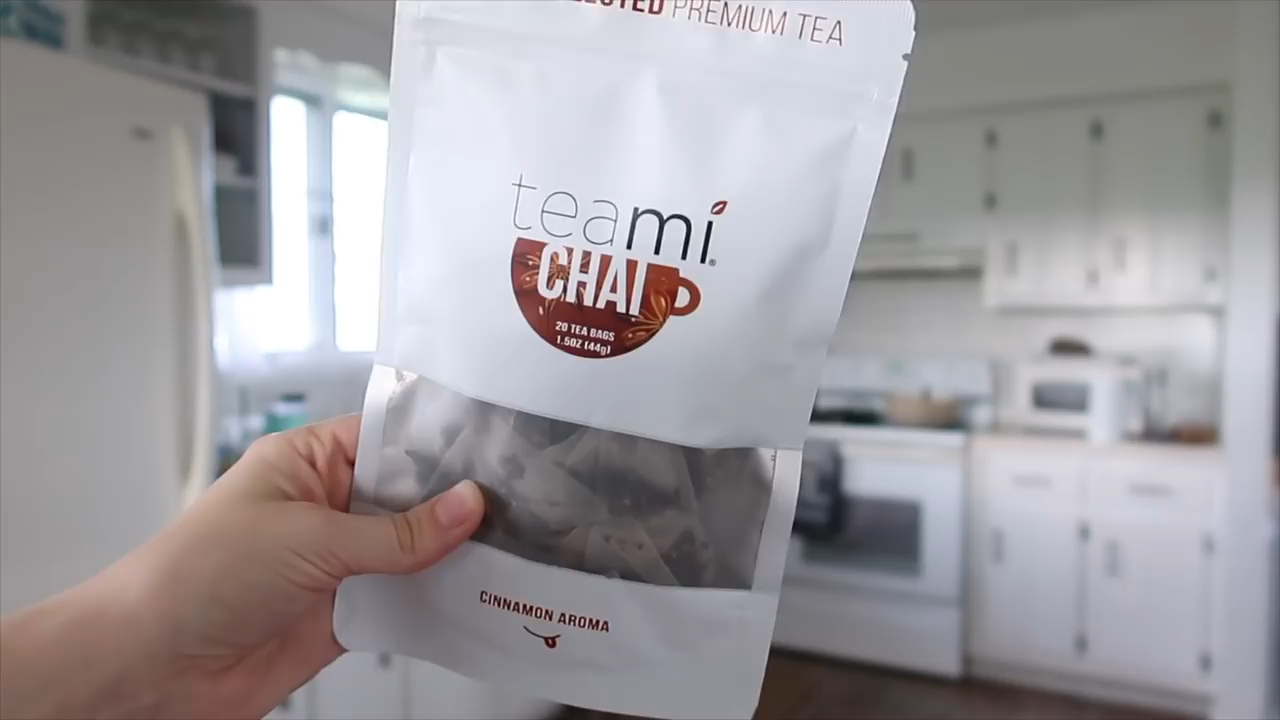 PREMIUM TEA
teami
CHAI
20 TEA BAGS
1.5OZ (44g)
CINNAMON AROMA